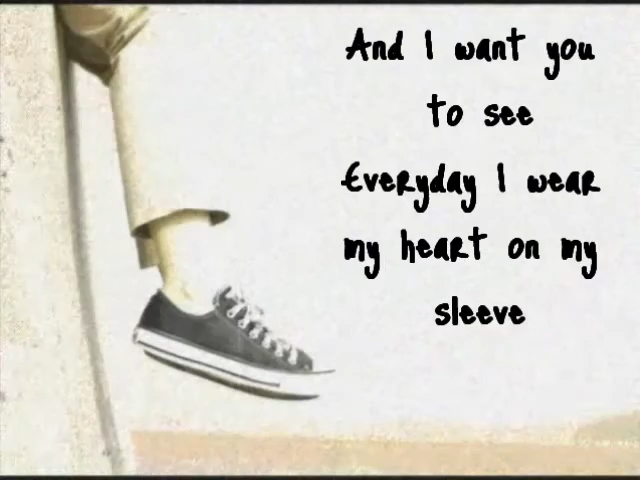 And I want you
to see
Everyday I wear
my heart on my
sleeve